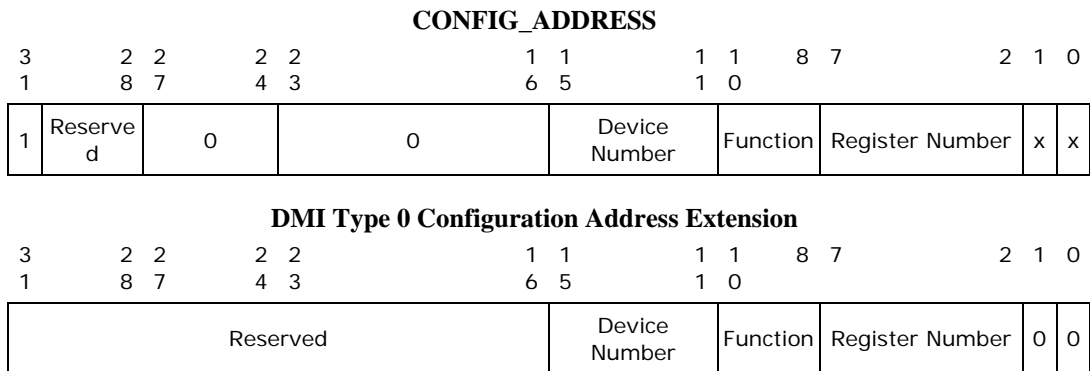 CONFIG_ADDRESS
3 2 2 2 2 1 1 1 1 8 7 2 1 0
1 8 7 4 3 6 5 1 0
1 Reserve 0 0 Device Function Register Number x x
d Number
DMI Type 0 Configuration Address Extension
3 2 2 2 2 1 1 1 1 8 7 2 1 0
1 8 7 4 3 6 5 1 0
Reserved Device Function Register Number 0 0
Number